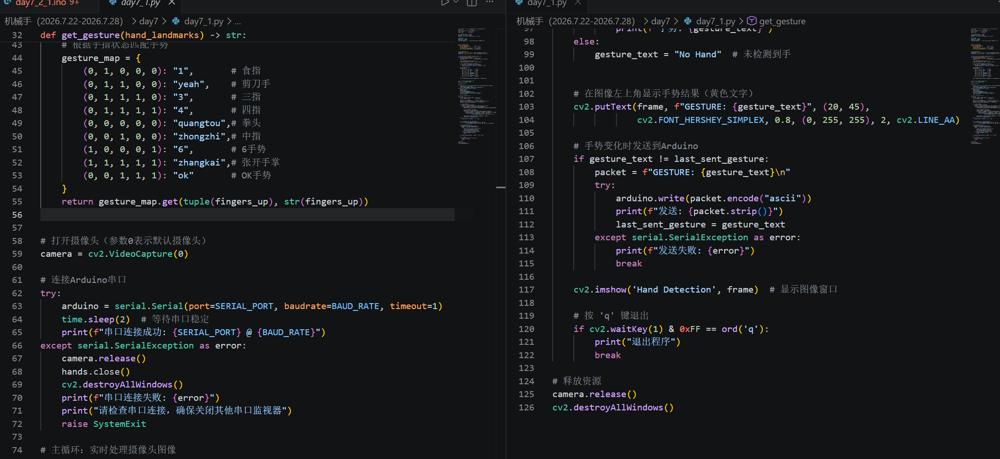 day7_2_1.ino 9+
day7_1.py
机械手（2026.7.22-2026.7.28） > day7 > day7_1.py > ...
32 def get_gesture(hand_landmarks) -> str:
43 # 根据手指状态匹配手势
44 gesture_map = {
45 (0, 1, 0, 0, 0): "1", # 食指
46 (0, 1, 1, 0, 0): "yeah", # 剪刀手
47 (0, 1, 1, 1, 0): "3", # 三指
48 (0, 1, 1, 1, 1): "4", # 四指
49 (0, 0, 0, 0, 0): "quangtou",# 拳头
50 (0, 0, 1, 0, 0): "zhongzhi",# 中指
51 (1, 0, 0, 0, 1): "6", # 6手势
52 (1, 1, 1, 1, 1): "zhangkai",# 张开手掌
53 (0, 0, 1, 1, 1): "ok" # OK手势
54 }
55 return gesture_map.get(tuple(fingers_up), str(fingers_up))
56
57
58 # 打开摄像头（参数0表示默认摄像头）
59 camera = cv2.VideoCapture(0)
60
61 # 连接Arduino串口
62 try:
63 arduino = serial.Serial(port=SERIAL_PORT, baudrate=BAUD_RATE, timeout=1)
64 time.sleep(2) # 等待串口稳定
65 print(f"串口连接成功: {SERIAL_PORT} @ {BAUD_RATE}")
66 except serial.SerialException as error:
67 camera.release()
68 hands.close()
69 cv2.destroyAllWindows()
70 print(f"串口连接失败: {error}")
71 print("请检查串口连接，确保关闭其他串口监视器")
72 raise SystemExit
73
74 # 主循环: 实时处理摄像头图像
day7_1.py
机械手（2026.7.22-2026.7.28） > day7 > day7_1.py > get_gesture
97 print(f"手势: {gesture_text}")
98 else:
99 gesture_text = "No Hand" # 未检测到手
100
101
102 # 在图像左上角显示手势结果（黄色文字）
103 cv2.putText(frame, f"GESTURE: {gesture_text}", (20, 45),
104 cv2.FONT_HERSHEY_SIMPLEX, 0.8, (0, 255, 255), 2, cv2.LINE_AA)
105
106 # 手势变化时发送到Arduino
107 if gesture_text != last_sent_gesture:
108 packet = f"GESTURE: {gesture_text}\n"
109 try:
110 arduino.write(packet.encode("ascii"))
111 print(f"发送: {packet.strip()}")
112 last_sent_gesture = gesture_text
113 except serial.SerialException as error:
114 print(f"发送失败: {error}")
115 break
116
117 cv2.imshow('Hand Detection', frame) # 显示图像窗口
118
119 # 按 'q' 键退出
120 if cv2.waitKey(1) & 0xFF == ord('q'):
121 print("退出程序")
122 break
123
124 # 释放资源
125 camera.release()
126 cv2.destroyAllWindows()